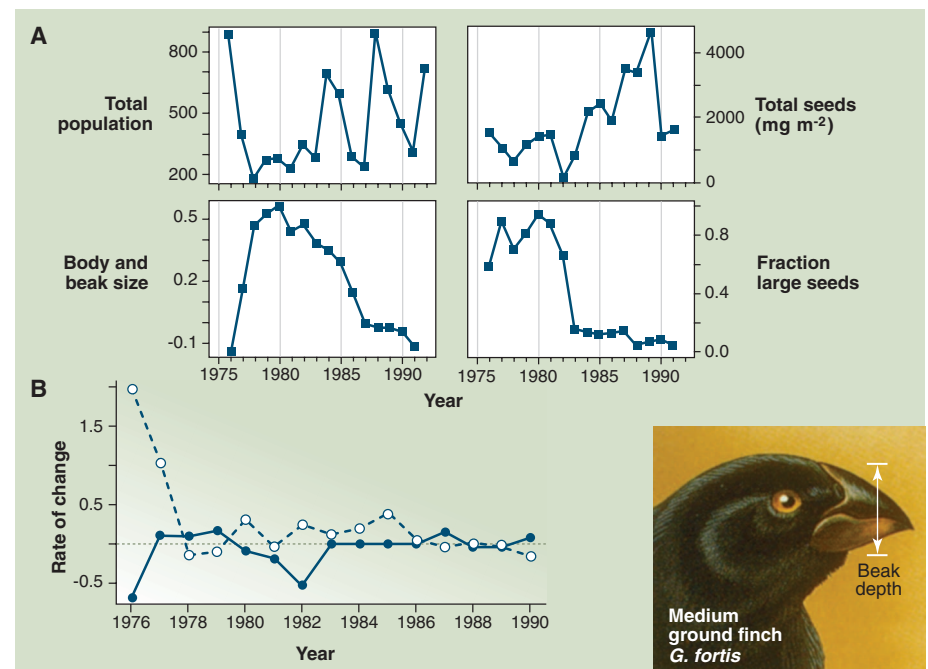 A
800
500
200
Total
population
4000
2000
0
Total seeds
(mg m-2)
0.5
0.2
-0.1
Body and
beak size
0.8
0.4
0.0
Fraction
large seeds
1975 1980 1985 1990
1975 1980 1985 1990
Year
B
1.5
0.5
-0.5
Rate of change
1976 1978 1980 1982 1984 1986 1988 1990
Year
Beak
depth
Medium
ground finch
G. fortis